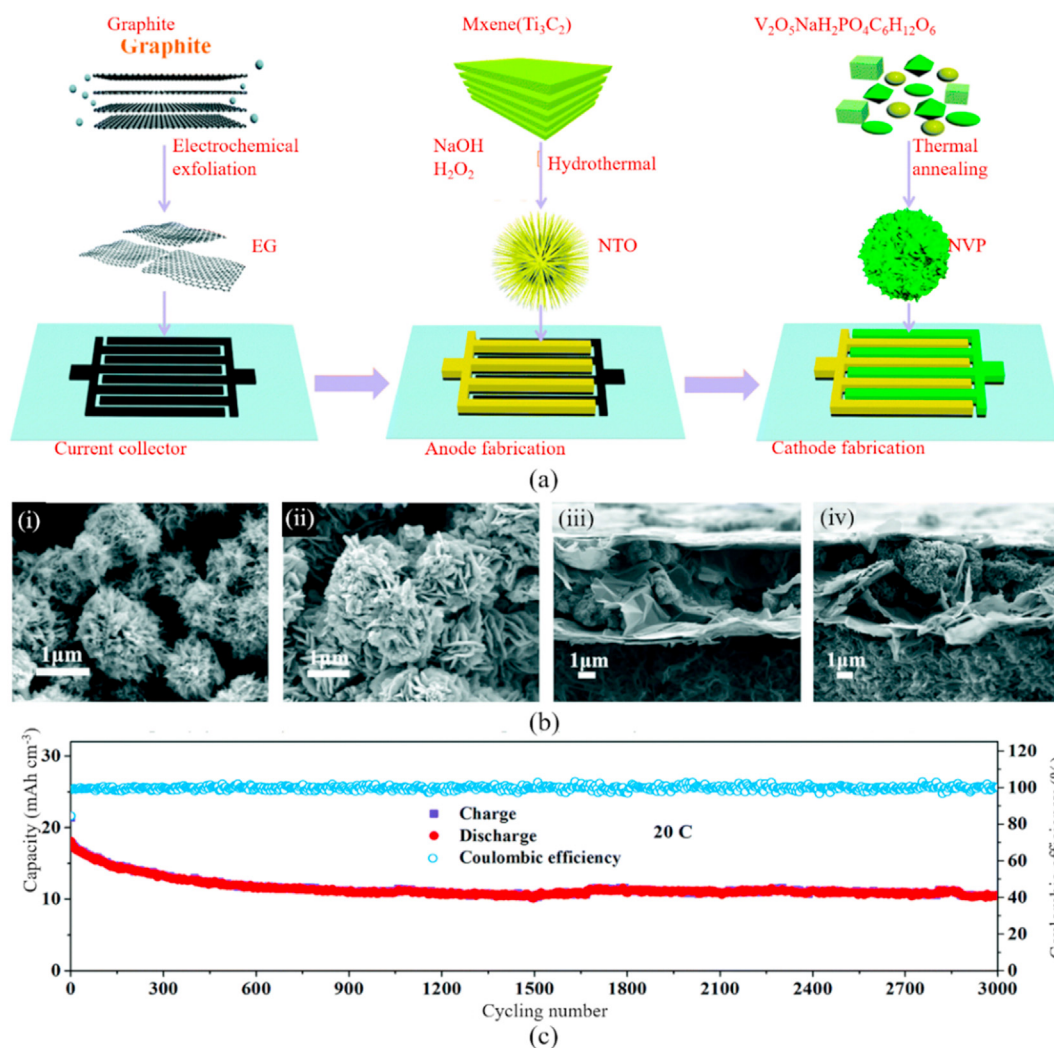 Graphite
Graphite
Mxene(Ti₃C₂)
V₂O₅NaH₂PO₄C₆H₁₂O₆
Electrochemical
exfoliation
NaOH
H₂O₂
Hydrothermal
Thermal
annealing
EG
NTO
NVP
Current collector
Anode fabrication
Cathode fabrication
(a)
(i)
(ii)
(iii)
(iv)
1μm
1μm
1μm
1μm
(b)
Capacity (mAh cm⁻³)
30
20
10
0
Charge
Discharge
Coulombic efficiency
20 C
120
100
80
60
40
20
0
0
300
600
900
1200
1500
1800
2100
2400
2700
3000
Cycling number
(c)